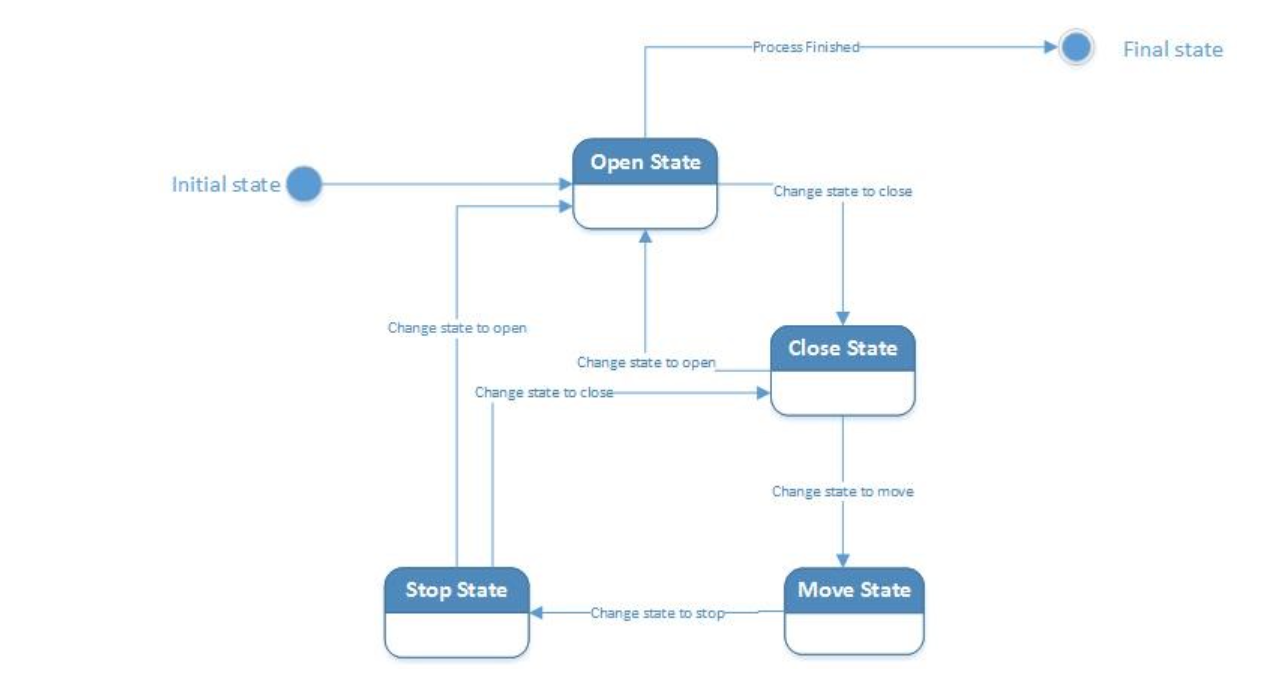 Process Finished
Final state
Open State
Initial state
Change state to close
Change state to open
Close State
Change state to open
Change state to close
Change state to move
Stop State
Move State
Change state to stop